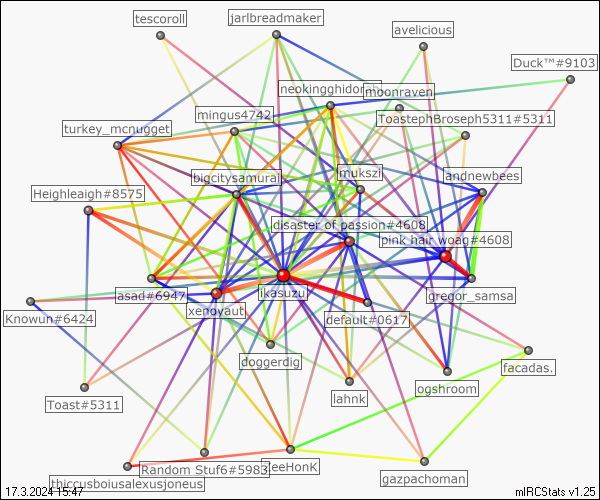 tescoroll
jarlbreadmaker
avelicious
Duck™#9103
neokingghidorah
moonraven
mingus4742
ToastephBroseph5311#5311
turkey_mcnugget
bigcitysamurai
mukszi
andnewbees
Heighleaigh#8575
disaster of passion#4608
pink hair woag#4608
asad#6947
ikasuzu
gregor_samsa
xenoyaut
default#0617
Knowun#6424
doggerdig
facadas.
ogshroom
lahnk
Toast#5311
ZeeHonK
Random Stuf6#5983
gazpachoman
thiccusboiusalexusjoneus
17.3.2024 15:47
mIRCStats v1.25